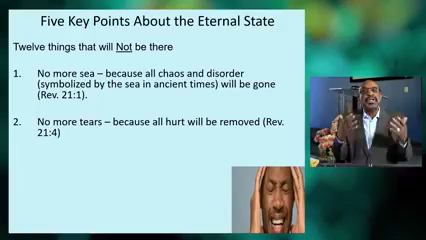 Five Key Points About the Eternal State
Twelve things that will Not be there
1. No more sea – because all chaos and disorder
(symbolized by the sea in ancient times) will be gone
(Rev. 21:1).
2. No more tears – because all hurt will be removed (Rev.
21:4)